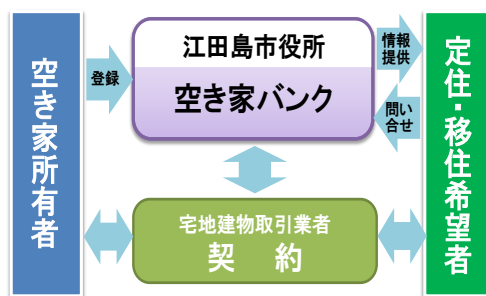 空き家所有者
登録
江田島市役所
空き家バンク
情報
提供
問い
合せ
定住・移住希望者
宅地建物取引業者
契　約